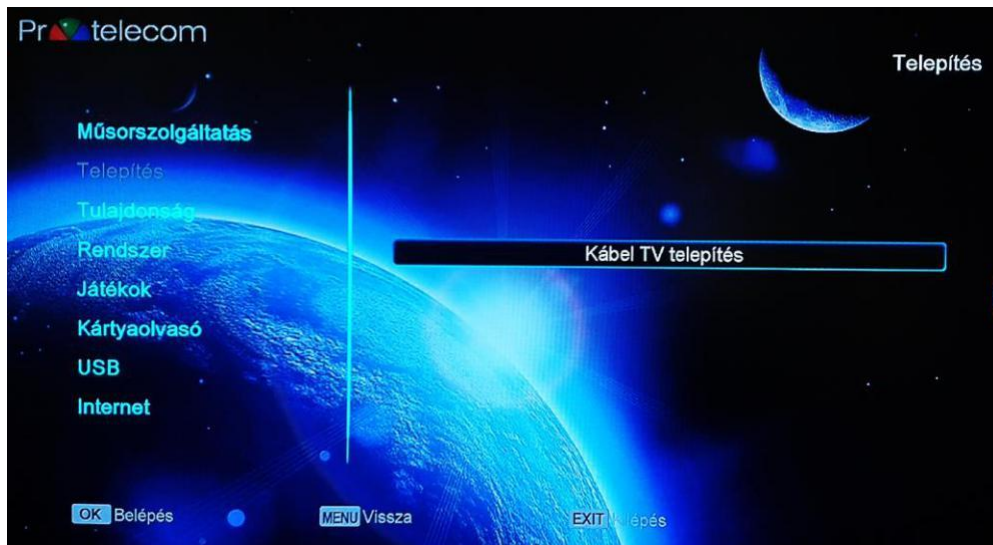 Pr telecom
Telepítés
Műsorszolgáltatás
Telepítés
Tulajdonság
Rendszer
Játékok
Kártyaolvasó
USB
Internet
Kábel TV telepítés
OK Belépés
MENU Vissza
EXIT Kilépés